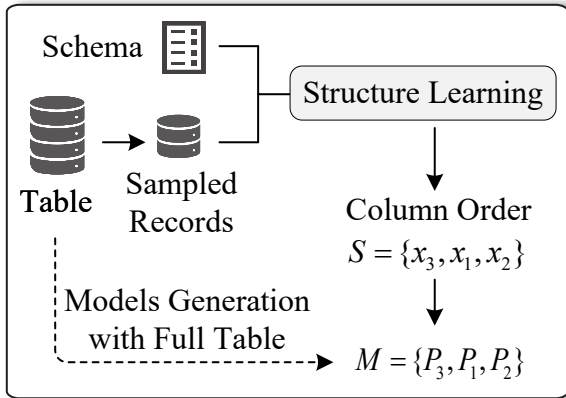 Schema
Structure Learning
Table
Sampled
Records
Column Order
S = {x₃, x₁, x₂}
Models Generation
with Full Table
M = {P₃, P₁, P₂}